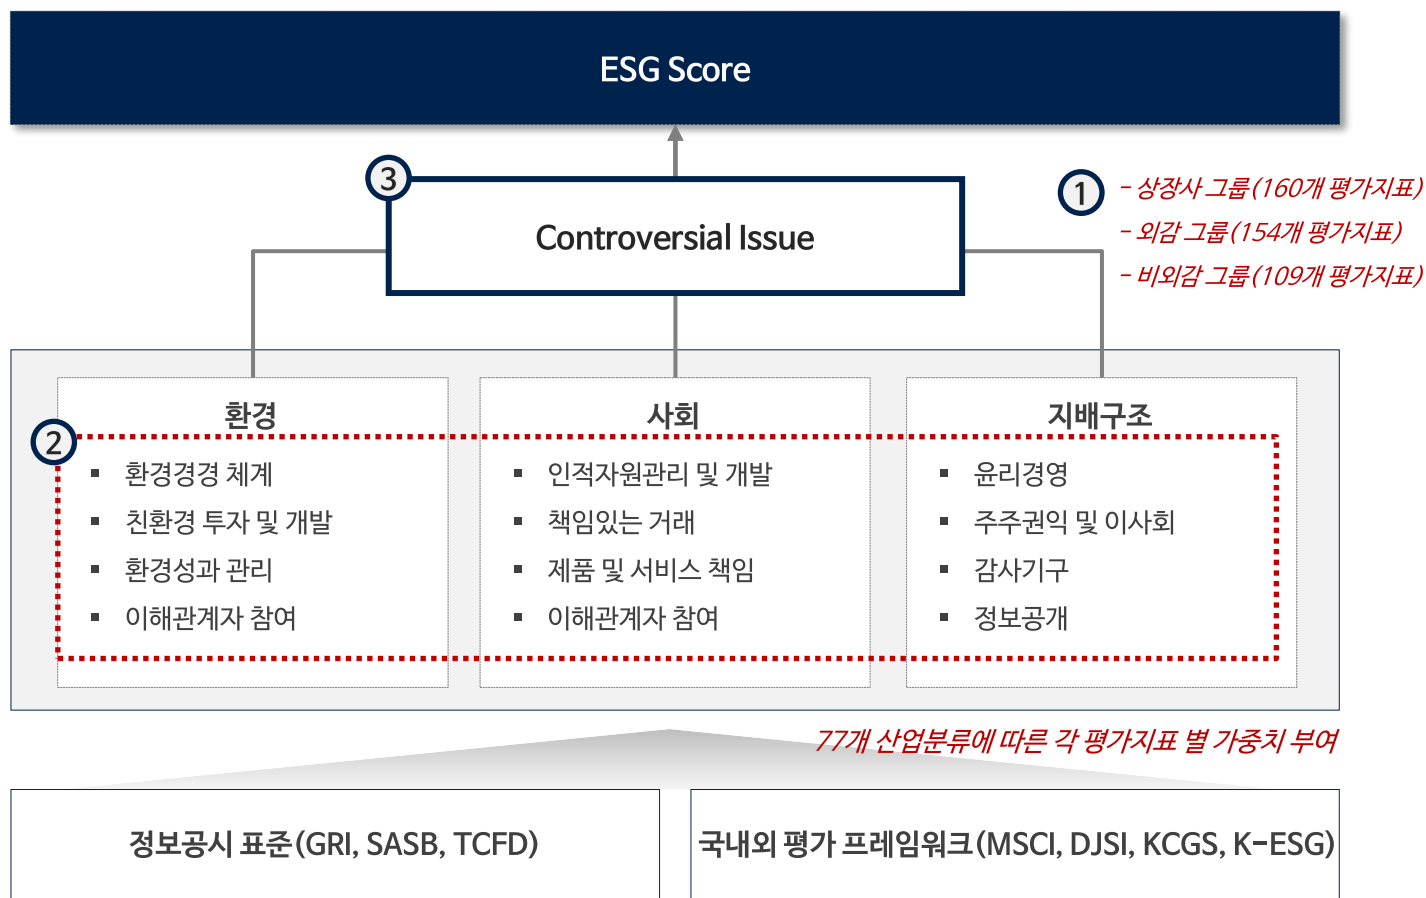 ESG Score
③
Controversial Issue
①
- 상장사 그룹(160개 평가지표)
- 외감 그룹(154개 평가지표)
- 비외감 그룹(109개 평가지표)
②
환경
▪ 환경경경 체계
▪ 친환경 투자 및 개발
▪ 환경성과 관리
▪ 이해관계자 참여
사회
▪ 인적자원관리 및 개발
▪ 책임있는 거래
▪ 제품 및 서비스 책임
▪ 이해관계자 참여
지배구조
▪ 윤리경영
▪ 주주권익 및 이사회
▪ 감사기구
▪ 정보공개
77개 산업분류에 따른 각 평가지표 별 가중치 부여
정보공시 표준(GRI, SASB, TCFD)
국내외 평가 프레임워크(MSCI, DJSI, KCGS, K-ESG)